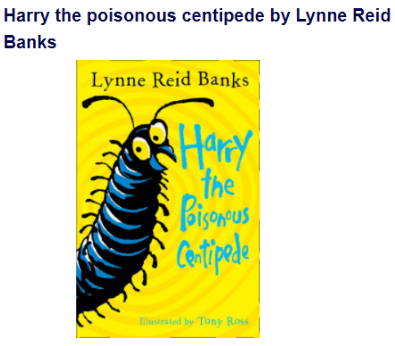 Harry the poisonous centipede by Lynne Reid
Banks
Lynne Reid Banks
Harry
the
Poisonous
Centipede
Illustrated by Tony Ross